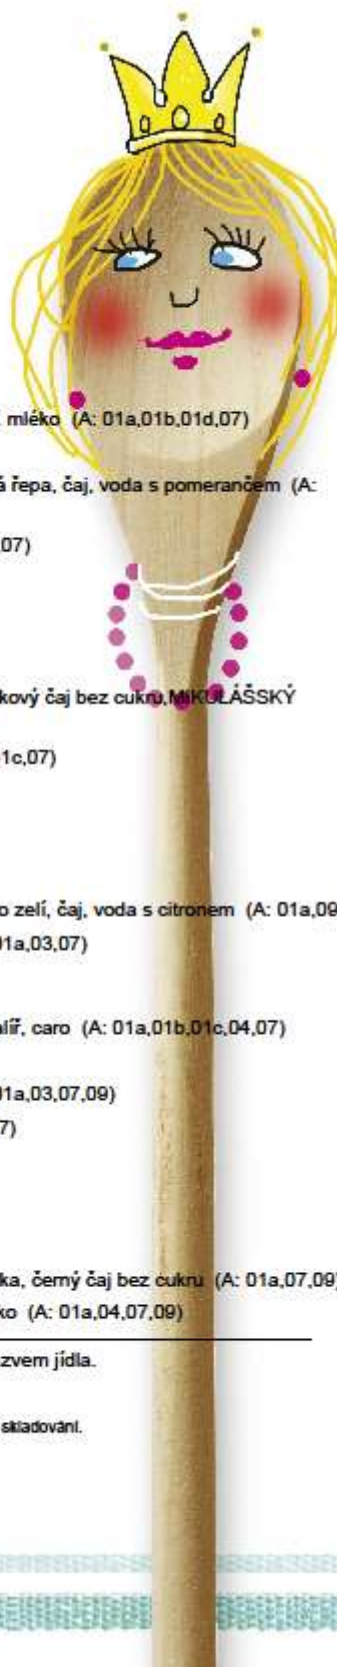 mléko (A: 01a,01b,01d,07)
řepa, čaj, voda s pomerančem (A:
07)
kový čaj bez cukru,MIKULÁŠSKÝ
1c,07)
o zelí, čaj, voda s citronem (A: 01a,09
01a,03,07)
alíř, caro (A: 01a,01b,01c,04,07)
01a,03,07,09)
7)
ka, černý čaj bez cukru (A: 01a,07,09)
ko (A: 01a,04,07,09)
zvem jídla.
skladování.